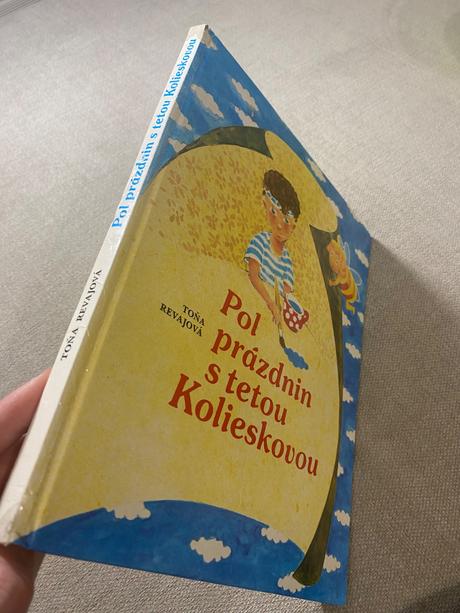 TOŇA REVAJOVÁ
Pol prázdnin s tetou Kolieskovou
TOŇA
REVAJOVÁ
Pol
prázdnin
s tetou
Kolieskovou